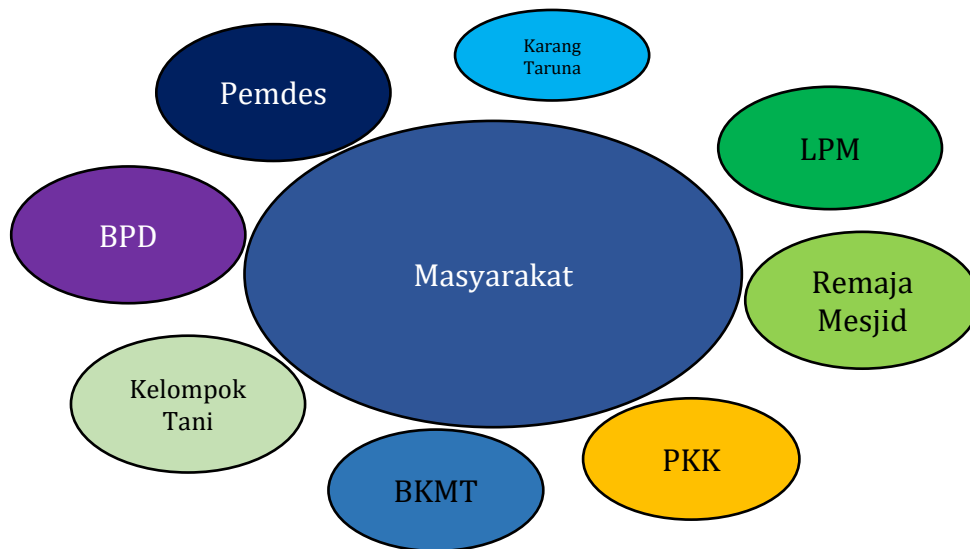 Karang
Taruna
Pemdes
LPM
BPD
Masyarakat
Remaja
Mesjid
Kelompok
Tani
PKK
BKMT